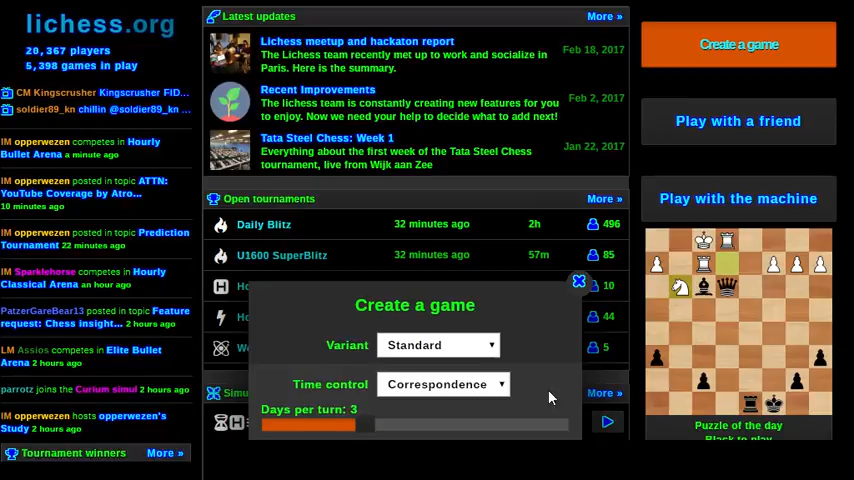 lichess.org
20,367 players
5,398 games in play
CM Kingscrusher Kingscrusher FID...
soldier89_kn chillin @soldier89_kn ...
IM opperwezen competes in Hourly
Bullet Arena a minute ago
IM opperwezen posted in topic ATTN:
YouTube Coverage by Atro...
10 minutes ago
IM opperwezen posted in topic Prediction
Tournament 22 minutes ago
IM Sparklehorse competes in Hourly
Classical Arena an hour ago
PatzerGareBear13 posted in topic Feature
request: Chess insight... 2 hours ago
LM Assios competes in Elite Bullet
Arena 2 hours ago
parrotz joins the Curium simul 2 hours ago
IM opperwezen hosts opperwezen's
Study 2 hours ago
Tournament winners More »
Latest updates More »
Lichess meetup and hackaton report
The Lichess team recently met up to work and socialize in
Paris. Here is the summary.
Feb 18, 2017
Recent Improvements
The lichess team is constantly creating new features for you
to enjoy. Now we need your help to decide what to add next!
Feb 2, 2017
Tata Steel Chess: Week 1
Everything about the first week of the Tata Steel Chess
tournament, live from Wijk aan Zee
Jan 22, 2017
Open tournaments More »
Daily Blitz 32 minutes ago 2h 496
U1600 SuperBlitz 32 minutes ago 57m 85
H Ho 10
Ho 44
We 5
Simu More »
H
Create a game
Variant Standard
Time control Correspondence
Days per turn: 3
Create a game
Play with a friend
Play with the machine
Puzzle of the day
Black to play